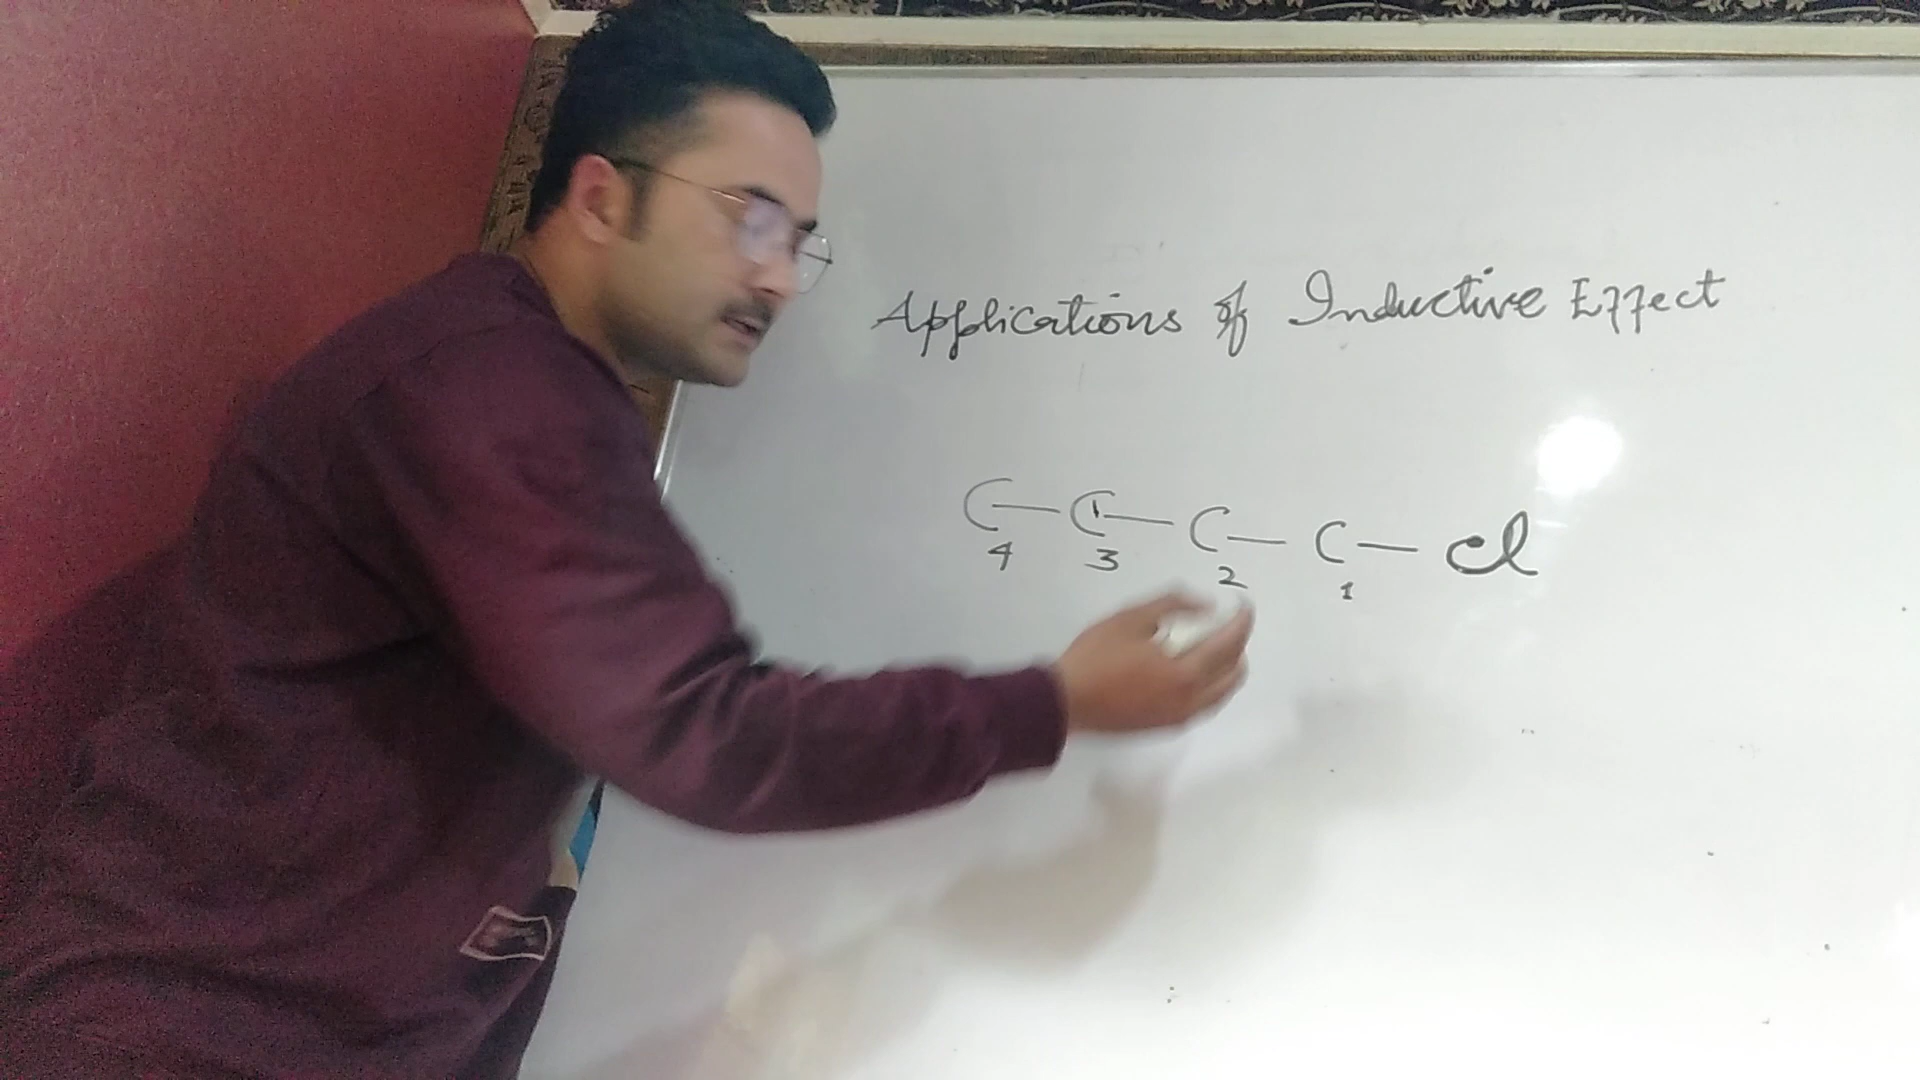 Applications of Inductive Effect
C—C—C—C—Cl
4 3 2 1